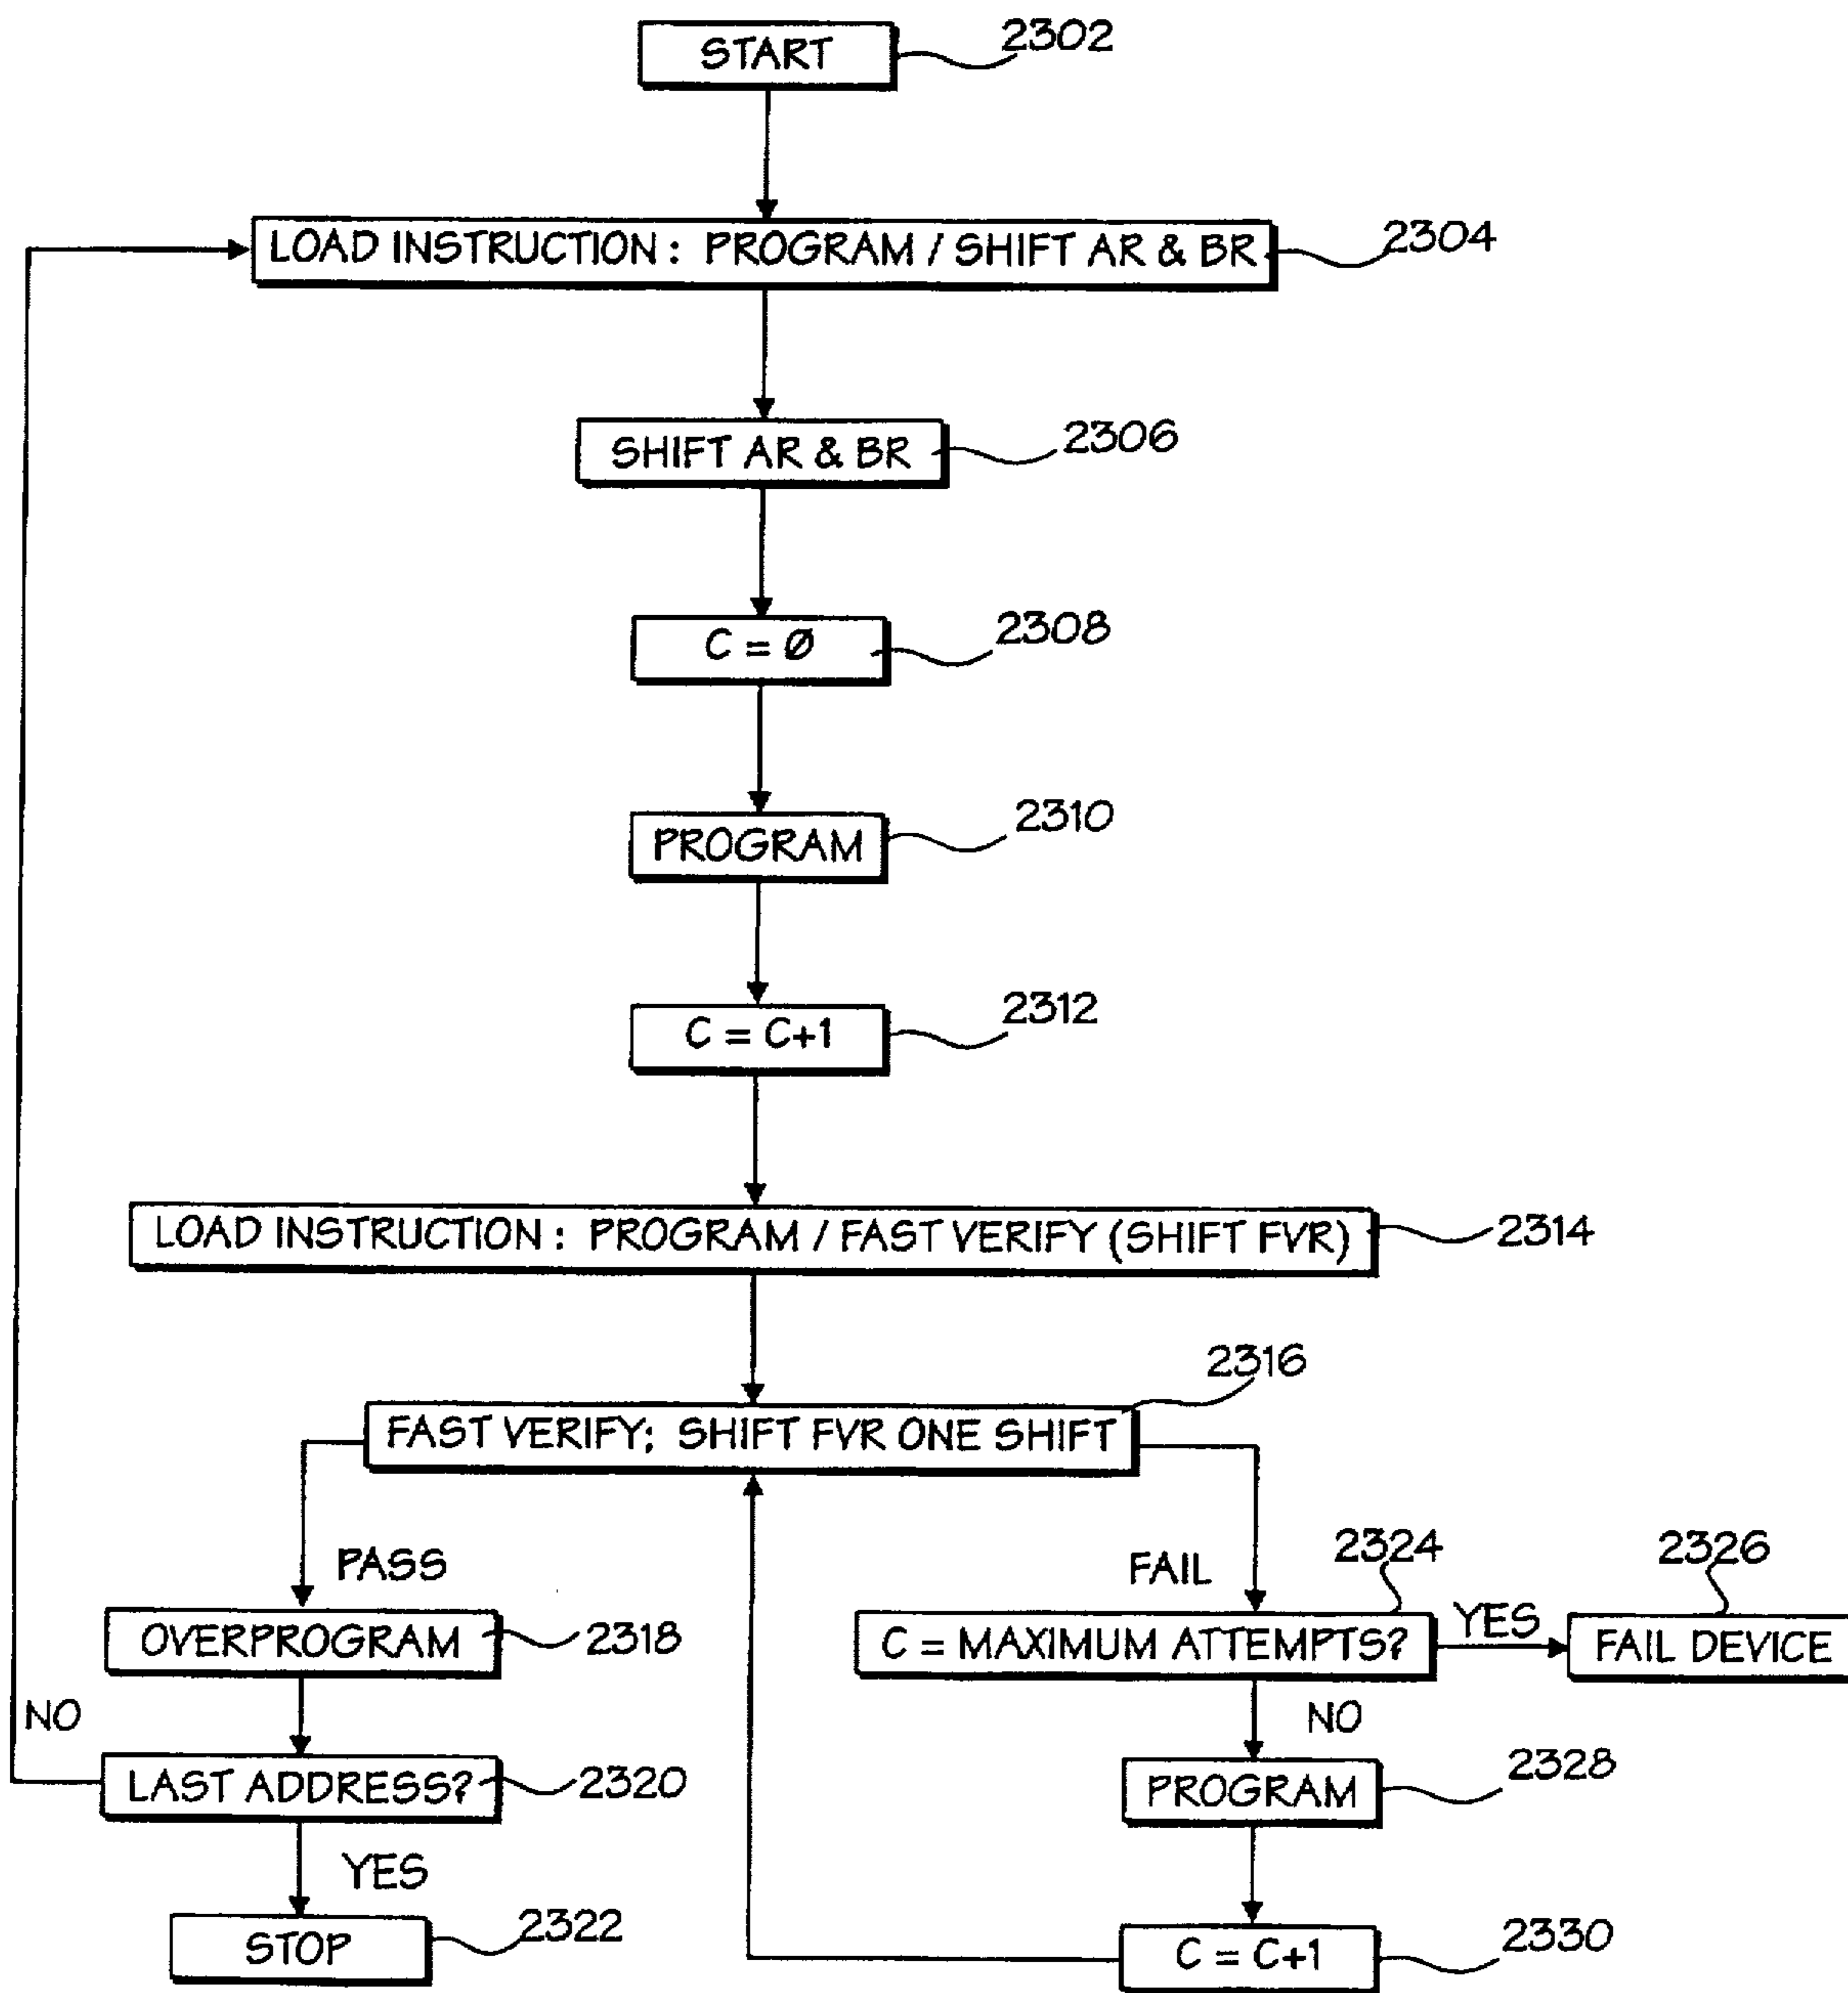 START
2302
LOAD INSTRUCTION : PROGRAM / SHIFT AR & BR
2304
SHIFT AR & BR
2306
C = Ø
2308
PROGRAM
2310
C = C+1
2312
LOAD INSTRUCTION : PROGRAM / FAST VERIFY (SHIFT FVR)
2314
2316
FAST VERIFY; SHIFT FVR ONE SHIFT
PASS
FAIL
2324
2326
OVERPROGRAM
2318
C = MAXIMUM ATTEMPTS?
YES
FAIL DEVICE
NO
NO
LAST ADDRESS?
2320
PROGRAM
2328
YES
STOP
2322
C = C+1
2330